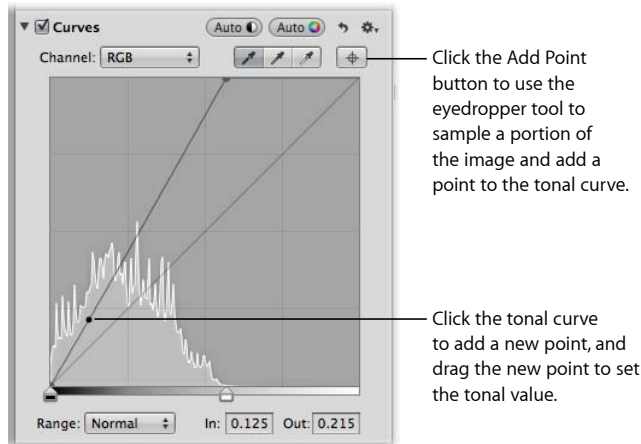 Curves
Auto
Auto
Channel: RGB
Range: Normal
In: 0.125
Out: 0.215
Click the Add Point
button to use the
eyedropper tool to
sample a portion of
the image and add a
point to the tonal curve.
Click the tonal curve
to add a new point, and
drag the new point to set
the tonal value.